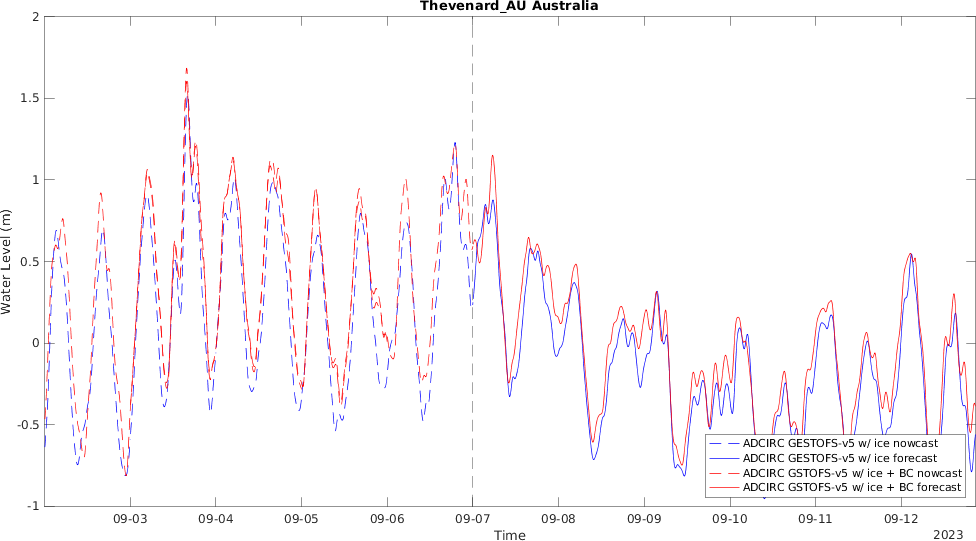 Thevenard_AU Australia
2
1.5
1
0.5
0
-0.5
-1
Water Level (m)
ADCIRC GESTOFS-v5 w/ ice nowcast
ADCIRC GESTOFS-v5 w/ ice forecast
ADCIRC GSTOFS-v5 w/ ice + BC nowcast
ADCIRC GSTOFS-v5 w/ ice + BC forecast
09-03 09-04 09-05 09-06 09-07 09-08 09-09 09-10 09-11 09-12
Time
2023